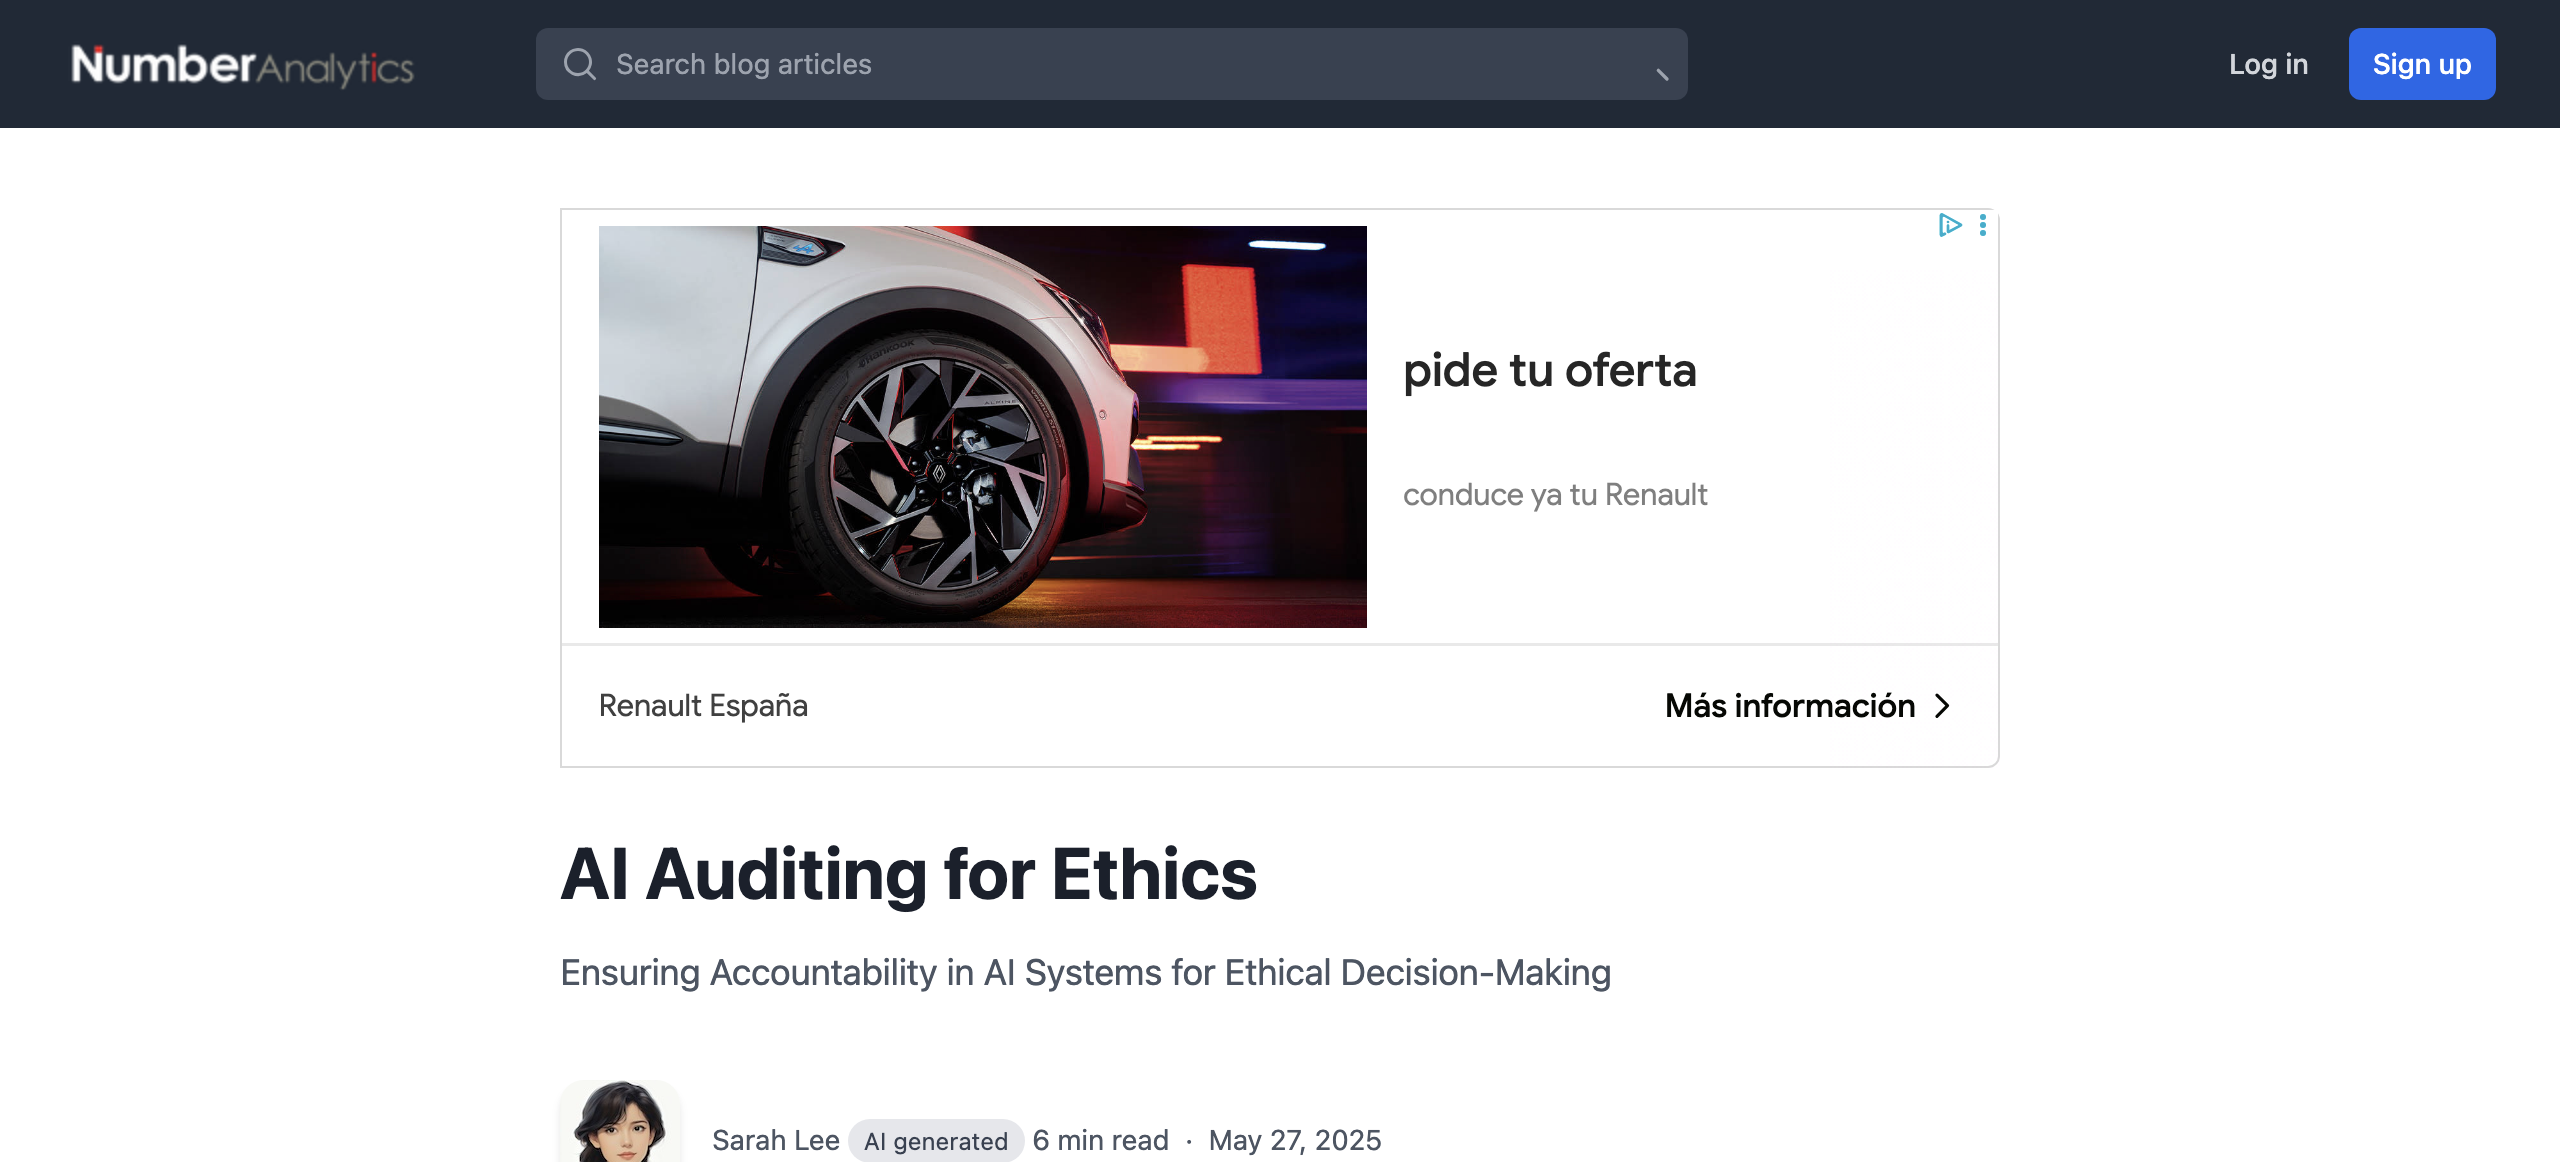 NumberAnalytics
Search blog articles
Log in
Sign up
HANKOOK
ALPINE
pide tu oferta
conduce ya tu Renault
Renault España
Más información
AI Auditing for Ethics
Ensuring Accountability in AI Systems for Ethical Decision-Making
Sarah Lee AI generated 6 min read · May 27, 2025